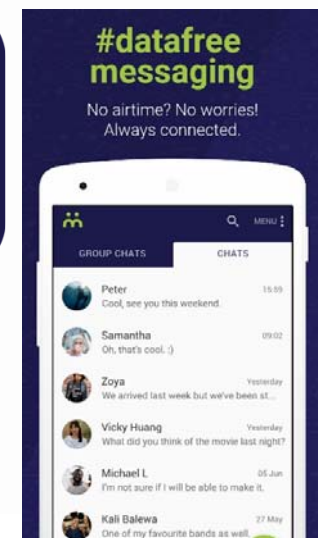 #datafree
messaging
No airtime? No worries!
Always connected.
MENU
GROUP CHATS
CHATS
Peter
15:55
Cool, see you this weekend.
Samantha
09:02
Oh, that's cool. :)
Zoya
Yesterday
We arrived last week but we've been st...
Vicky Huang
Yesterday
What did you think of the movie last night?
Michael L
05 Jun
I'm not sure if I will be able to make it.
Kali Balewa
27 May
One of my favourite bands as well.